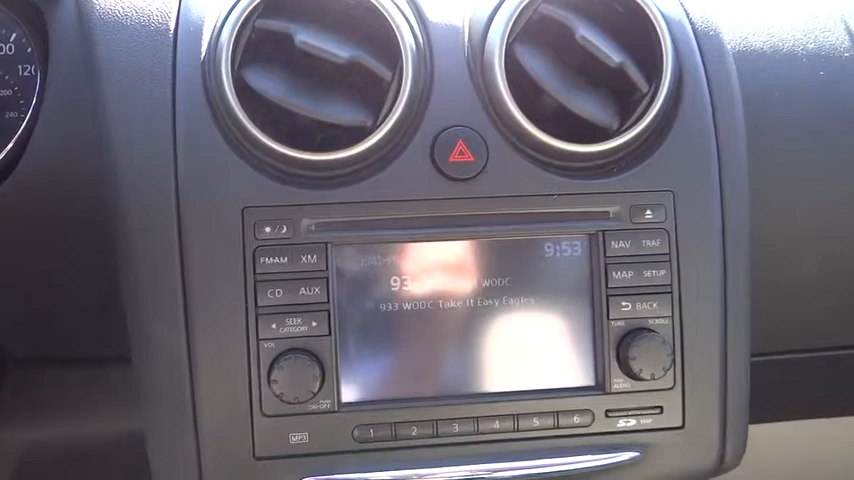 120
200
240
FM·AM XM
CD AUX
SEEK
CATEGORY
VOL
PUSH
ON·OFF
MP3
9:53
WODC
933 WODC Take It Easy Eagles
NAV TRAF
MAP SETUP
BACK
TUNE SCROLL
AUDIO
1 2 3 4 5 6
SD MAP